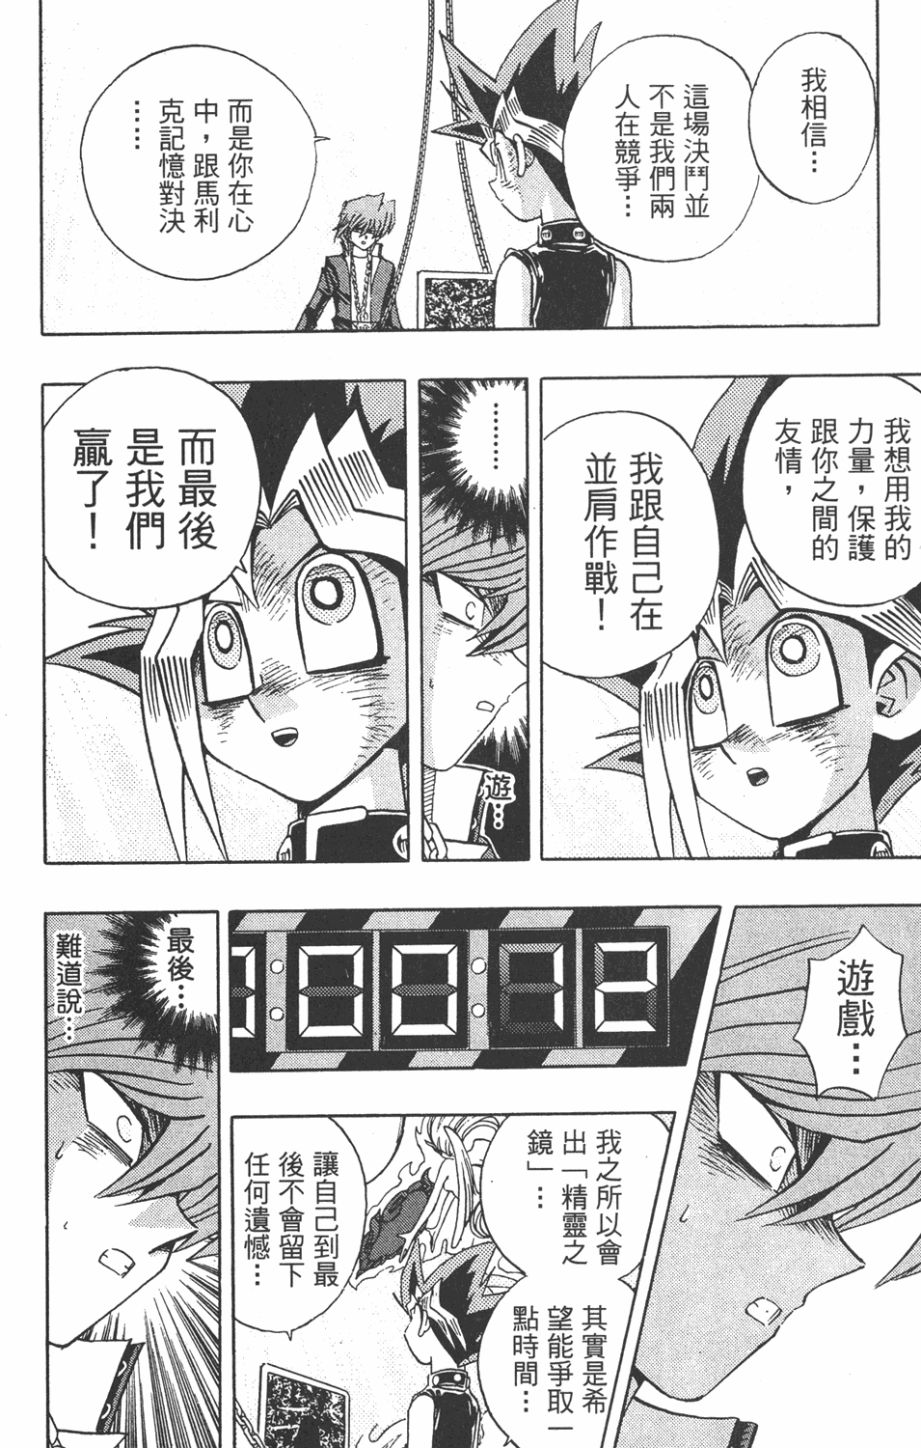 我相信…
這場決鬥並
不是我們兩
人在競爭…
而是你在心
中，跟馬利
克記憶對決
……
我想用我的
力量，保護
跟你之間的
友情，
我跟自己在
並肩作戰！
………
遊…
而最後
是我們
贏了！
遊戲…
00:12
我之所以會
出「精靈之
鏡」…
其實是希
望能爭取一
點時間…
讓自己到最
後不會留下
任何遺憾…
最後…
難道說…